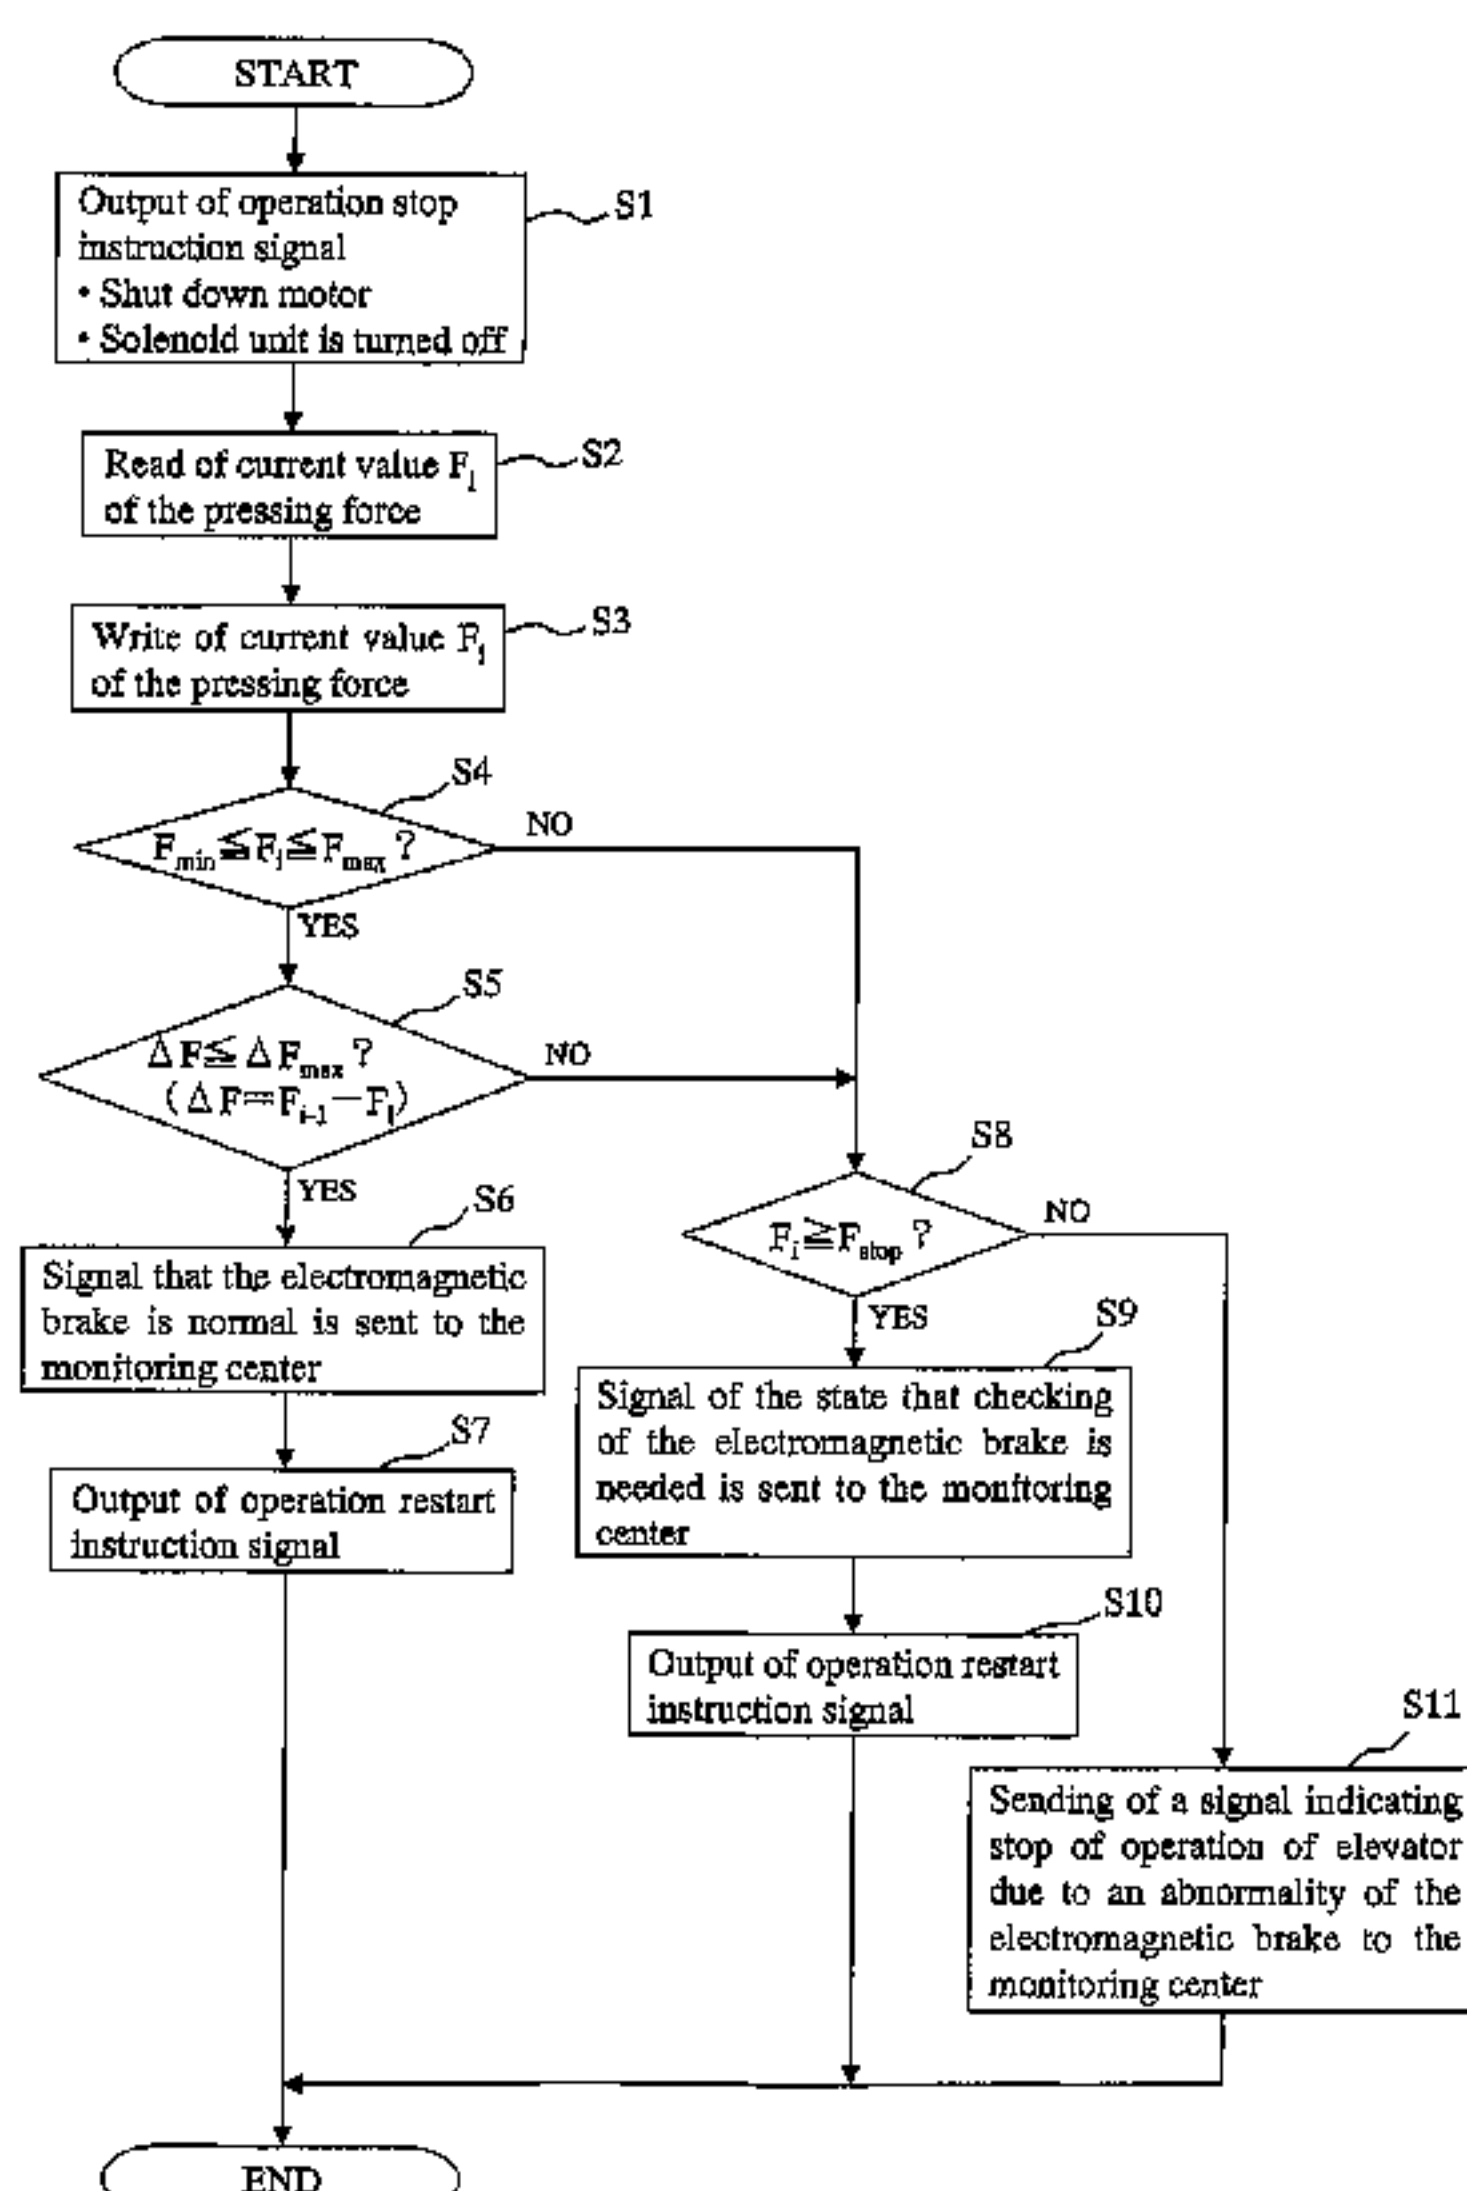 START
Output of operation stop
instruction signal
• Shut down motor
• Solenoid unit is turned off
S1
Read of current value Fi
of the pressing force
S2
Write of current value Fi
of the pressing force
S3
S4
Fmin≦Fi≦Fmax ?
NO
YES
S5
ΔF≦ΔFmax ?
(ΔF=Fi-1−Fi)
NO
YES
S6
Signal that the electromagnetic
brake is normal is sent to the
monitoring center
S7
Output of operation restart
instruction signal
S8
Fi≧Fstop ?
NO
YES
S9
Signal of the state that checking
of the electromagnetic brake is
needed is sent to the monitoring
center
S10
Output of operation restart
instruction signal
S11
Sending of a signal indicating
stop of operation of elevator
due to an abnormality of the
electromagnetic brake to the
monitoring center
END